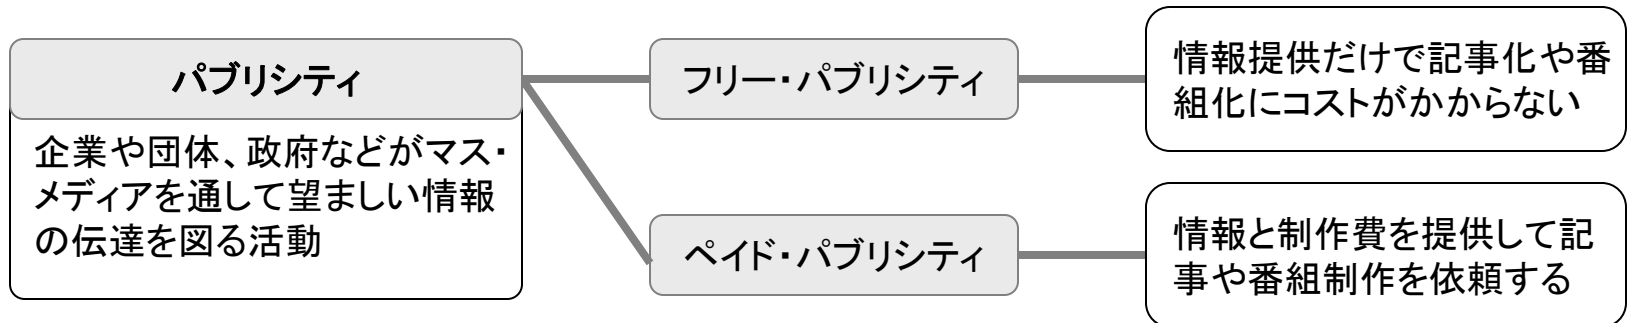 パブリシティ
企業や団体、政府などがマス・
メディアを通して望ましい情報
の伝達を図る活動
フリー・パブリシティ
情報提供だけで記事化や番
組化にコストがかからない
ペイド・パブリシティ
情報と制作費を提供して記
事や番組制作を依頼する